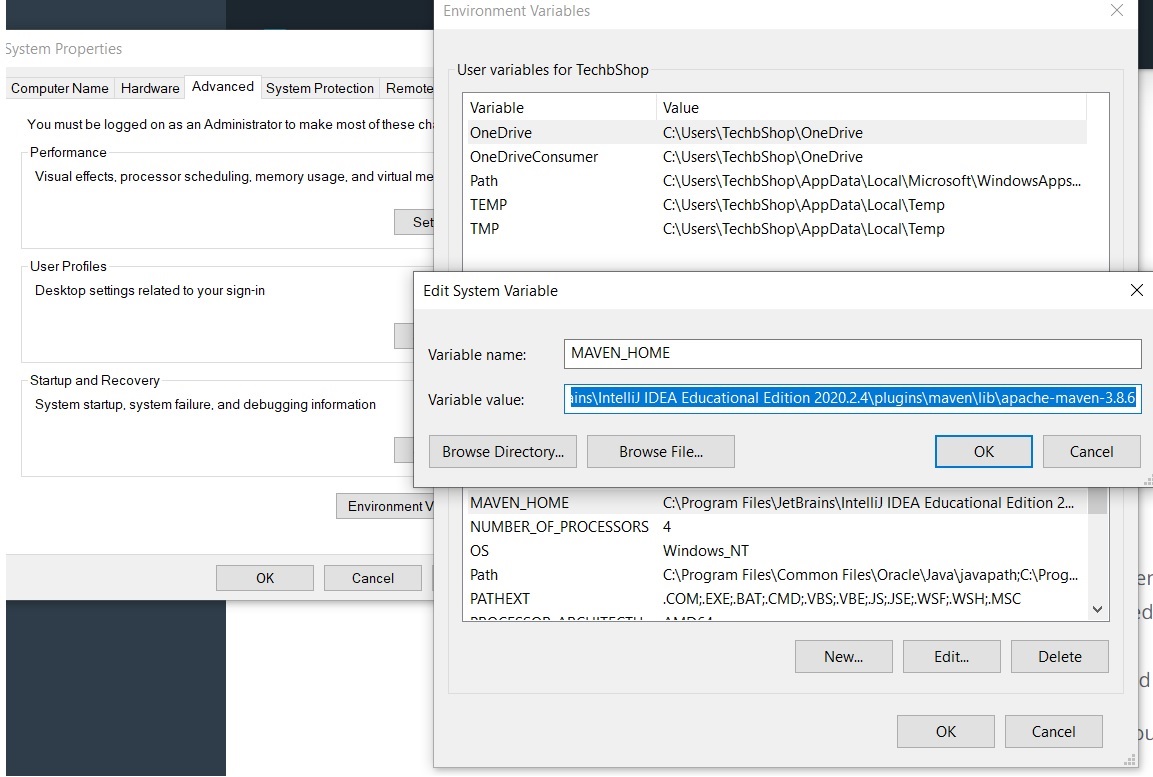 Environment Variables
System Properties
Computer Name Hardware Advanced System Protection Remote
You must be logged on as an Administrator to make most of these
Performance
Visual effects, processor scheduling, memory usage, and virtual
User Profiles
Desktop settings related to your sign-in
Startup and Recovery
System startup, system failure, and debugging information
Environment V
OK Cancel
User variables for TechbShop
Variable Value
OneDrive C:\Users\TechbShop\OneDrive
OneDriveConsumer C:\Users\TechbShop\OneDrive
Path C:\Users\TechbShop\AppData\Local\Microsoft\WindowsApps...
TEMP C:\Users\TechbShop\AppData\Local\Temp
TMP C:\Users\TechbShop\AppData\Local\Temp
Edit System Variable
Variable name: MAVEN_HOME
Variable value: ains\IntelliJ IDEA Educational Edition 2020.2.4\plugins\maven\lib\apache-maven-3.8.6
Browse Directory... Browse File... OK Cancel
MAVEN_HOME C:\Program Files\JetBrains\IntelliJ IDEA Educational Edition 2...
NUMBER_OF_PROCESSORS 4
OS Windows_NT
Path C:\Program Files\Common Files\Oracle\Java\javapath;C:\Prog...
PATHEXT .COM;.EXE;.BAT;.CMD;.VBS;.VBE;.JS;.JSE;.WSF;.WSH;.MSC
New... Edit... Delete
OK Cancel